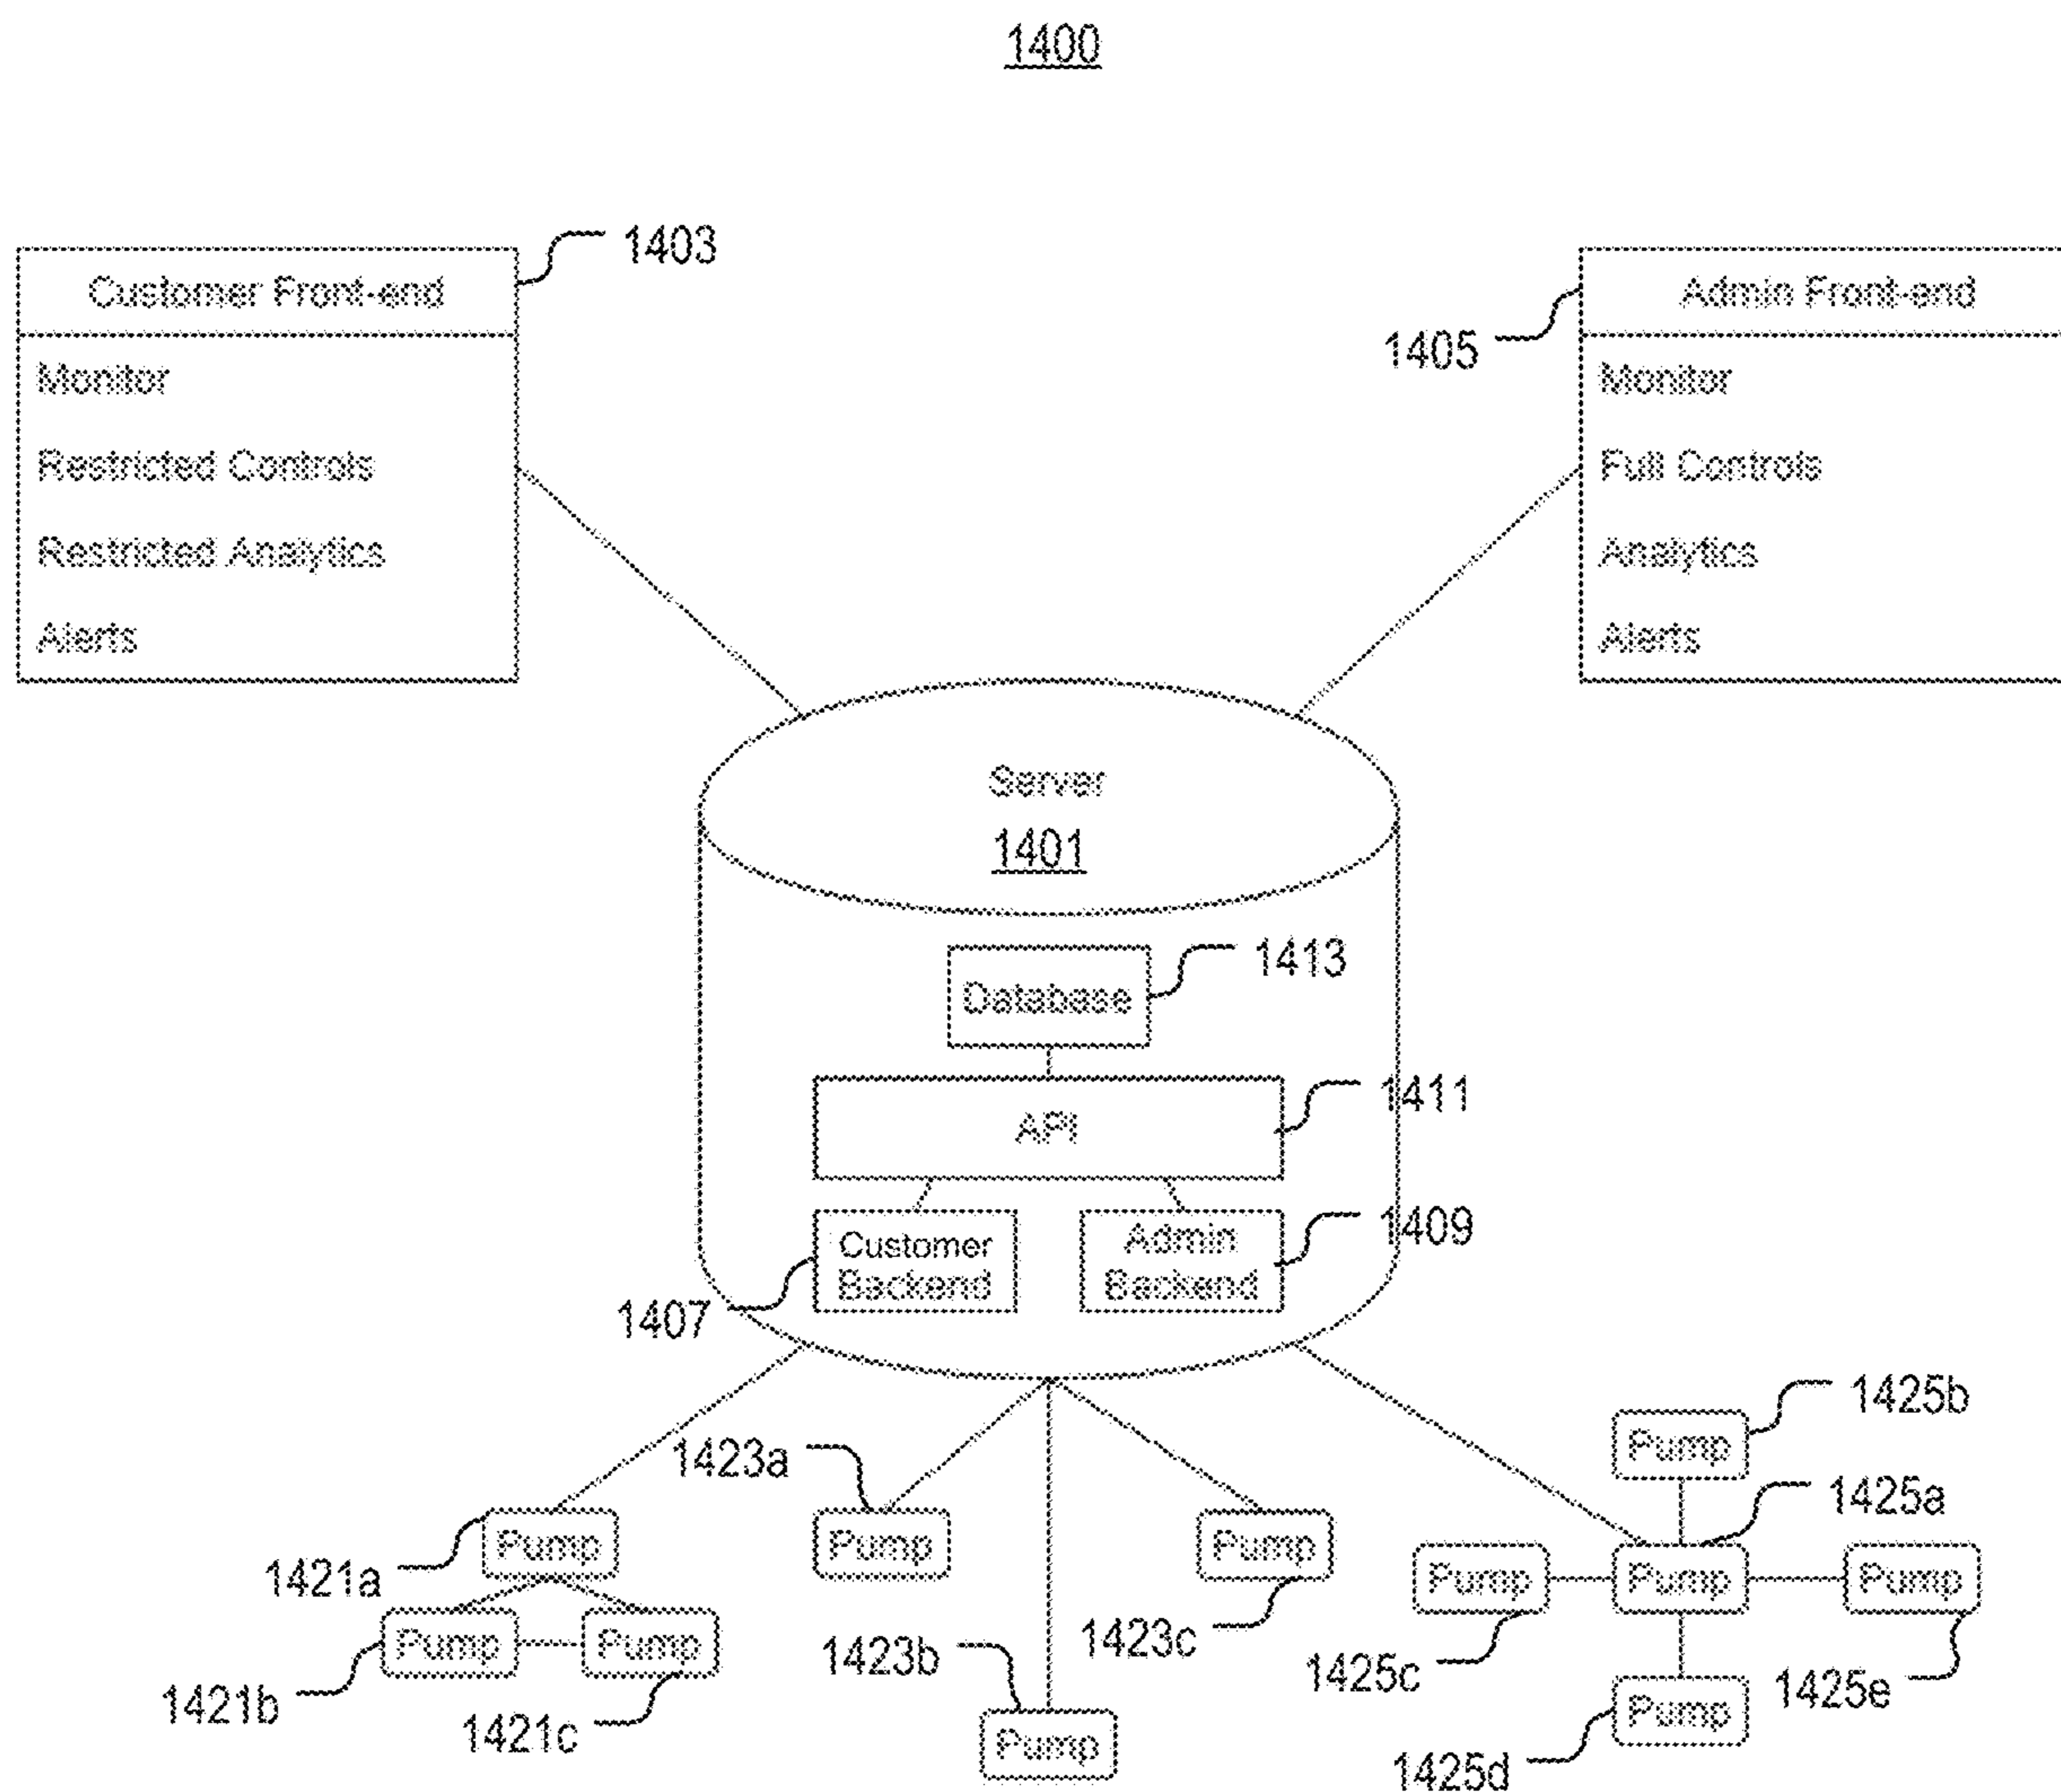 1400
1403
Customer Front-end
Monitor
Restricted Controls
Restricted Analytics
Alerts
1405
Admin Front-end
Monitor
Full Controls
Analytics
Alerts
Server
1401
1413
Database
1411
API
1409
Customer
Backend
Admin
Backend
1407
1425b
Pump
1423a
1425a
Pump
Pump
Pump
1421a
Pump
Pump
Pump
1421b
Pump
Pump
1421c
1423b
1423c
1425c
1425e
Pump
Pump
1425d